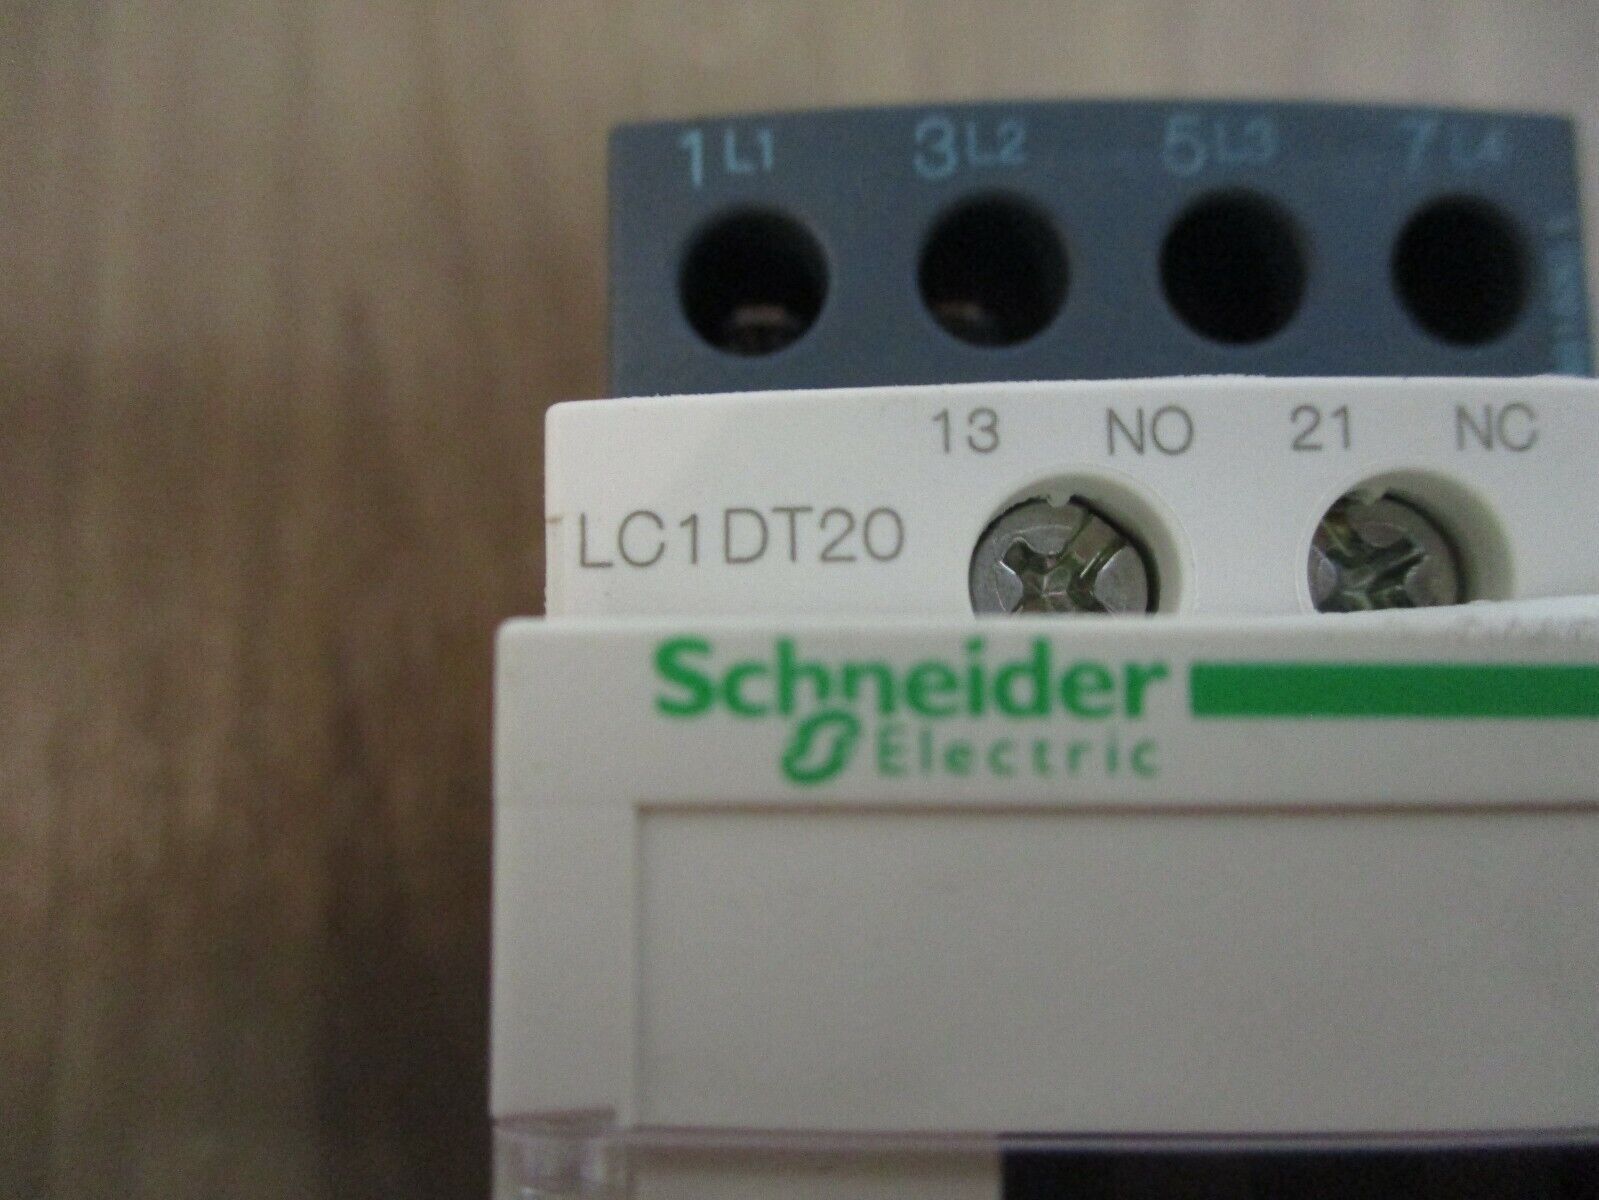 1 L1 3 L2 5 L3 7 L4
13 NO 21 NC
LC1DT20
Schneider
Electric